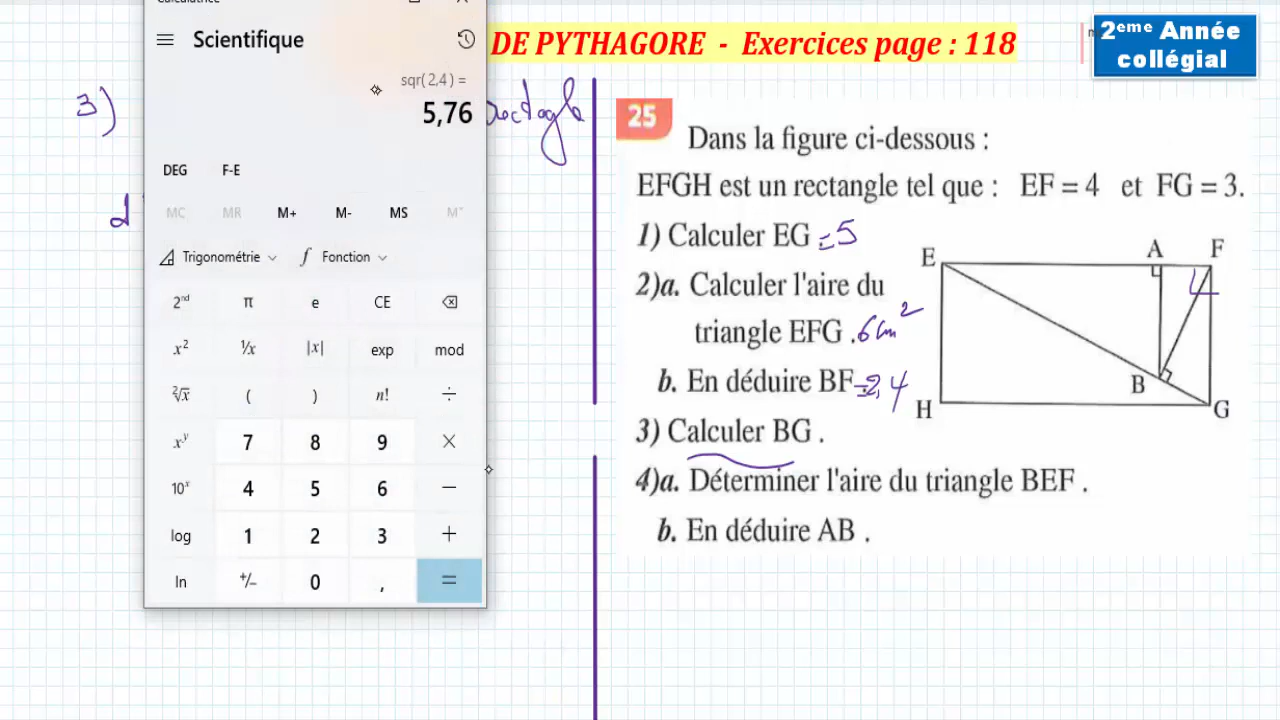 Scientifique
sqr(2,4) =
5,76
DEG F-E
MC MR M+ M- MS M˅
Trigonométrie f Fonction
2ⁿᵈ π e CE
x² ¹/x |x| exp mod
²√x ( ) n! ÷
xʸ 7 8 9 ×
10ˣ 4 5 6 −
log 1 2 3 +
ln +/− 0 , =
DE PYTHAGORE - Exercices page : 118
2eme Année
collégial
3)
rectogle
25
Dans la figure ci-dessous :
EFGH est un rectangle tel que : EF = 4 et FG = 3.
1) Calculer EG =5
2)a. Calculer l'aire du
triangle EFG . 6cm²
b. En déduire BF=2,4
3) Calculer BG .
4)a. Déterminer l'aire du triangle BEF .
b. En déduire AB .
E A F
B
H G